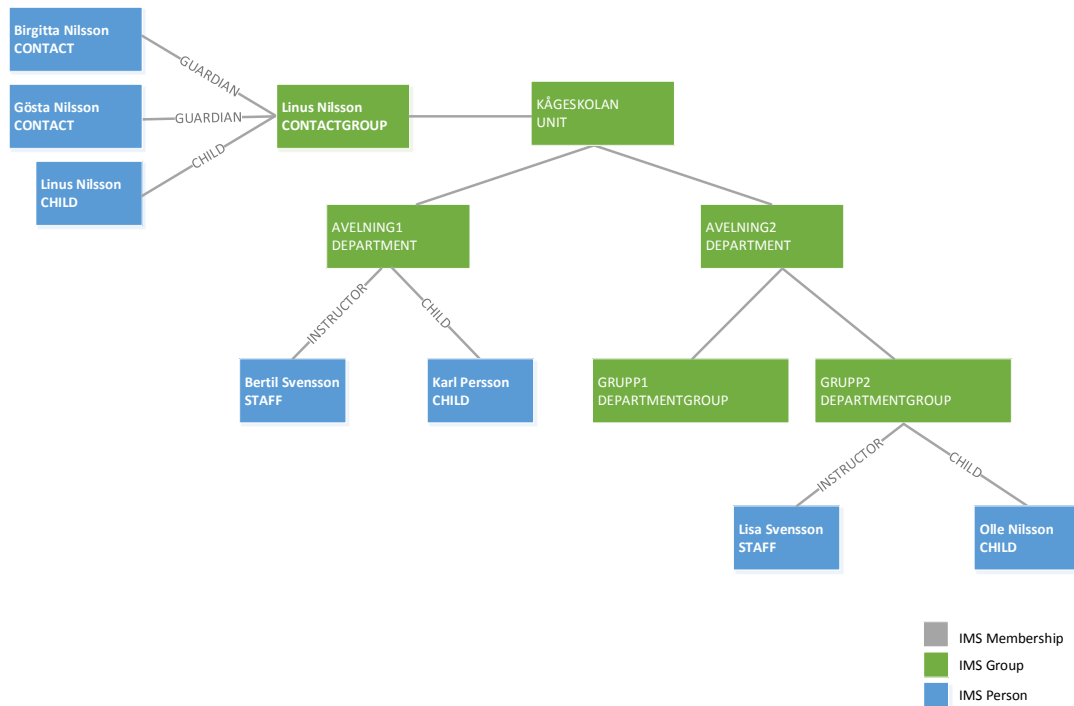 Birgitta Nilsson
CONTACT
GUARDIAN
Gösta Nilsson
CONTACT
GUARDIAN
Linus Nilsson
CONTACTGROUP
KÅGESKOLAN
UNIT
CHILD
Linus Nilsson
CHILD
AVELNING1
DEPARTMENT
AVELNING2
DEPARTMENT
INSTRUCTOR
CHILD
Bertil Svensson
STAFF
Karl Persson
CHILD
GRUPP1
DEPARTMENTGROUP
GRUPP2
DEPARTMENTGROUP
INSTRUCTOR
CHILD
Lisa Svensson
STAFF
Olle Nilsson
CHILD
IMS Membership
IMS Group
IMS Person